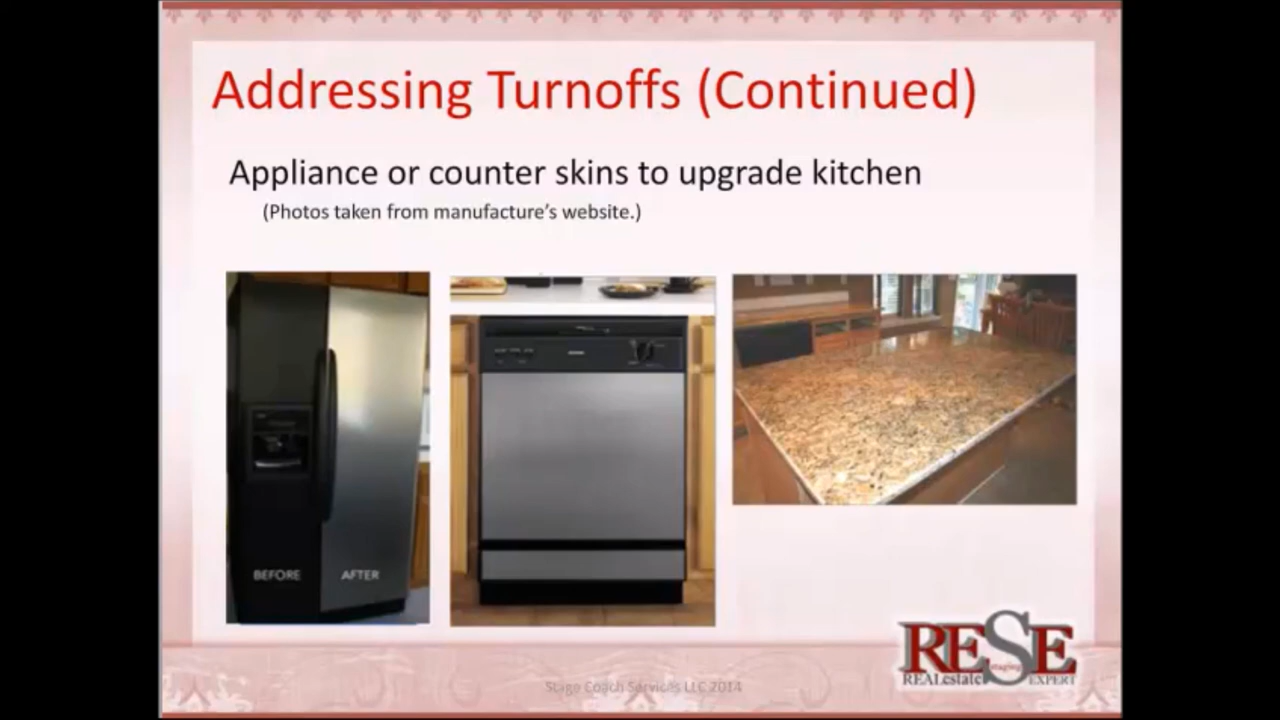 Addressing Turnoffs (Continued)
Appliance or counter skins to upgrade kitchen
(Photos taken from manufacture's website.)
BEFORE AFTER
RESE
staging
REALestate EXPERT
Stage Coach Services LLC 2014